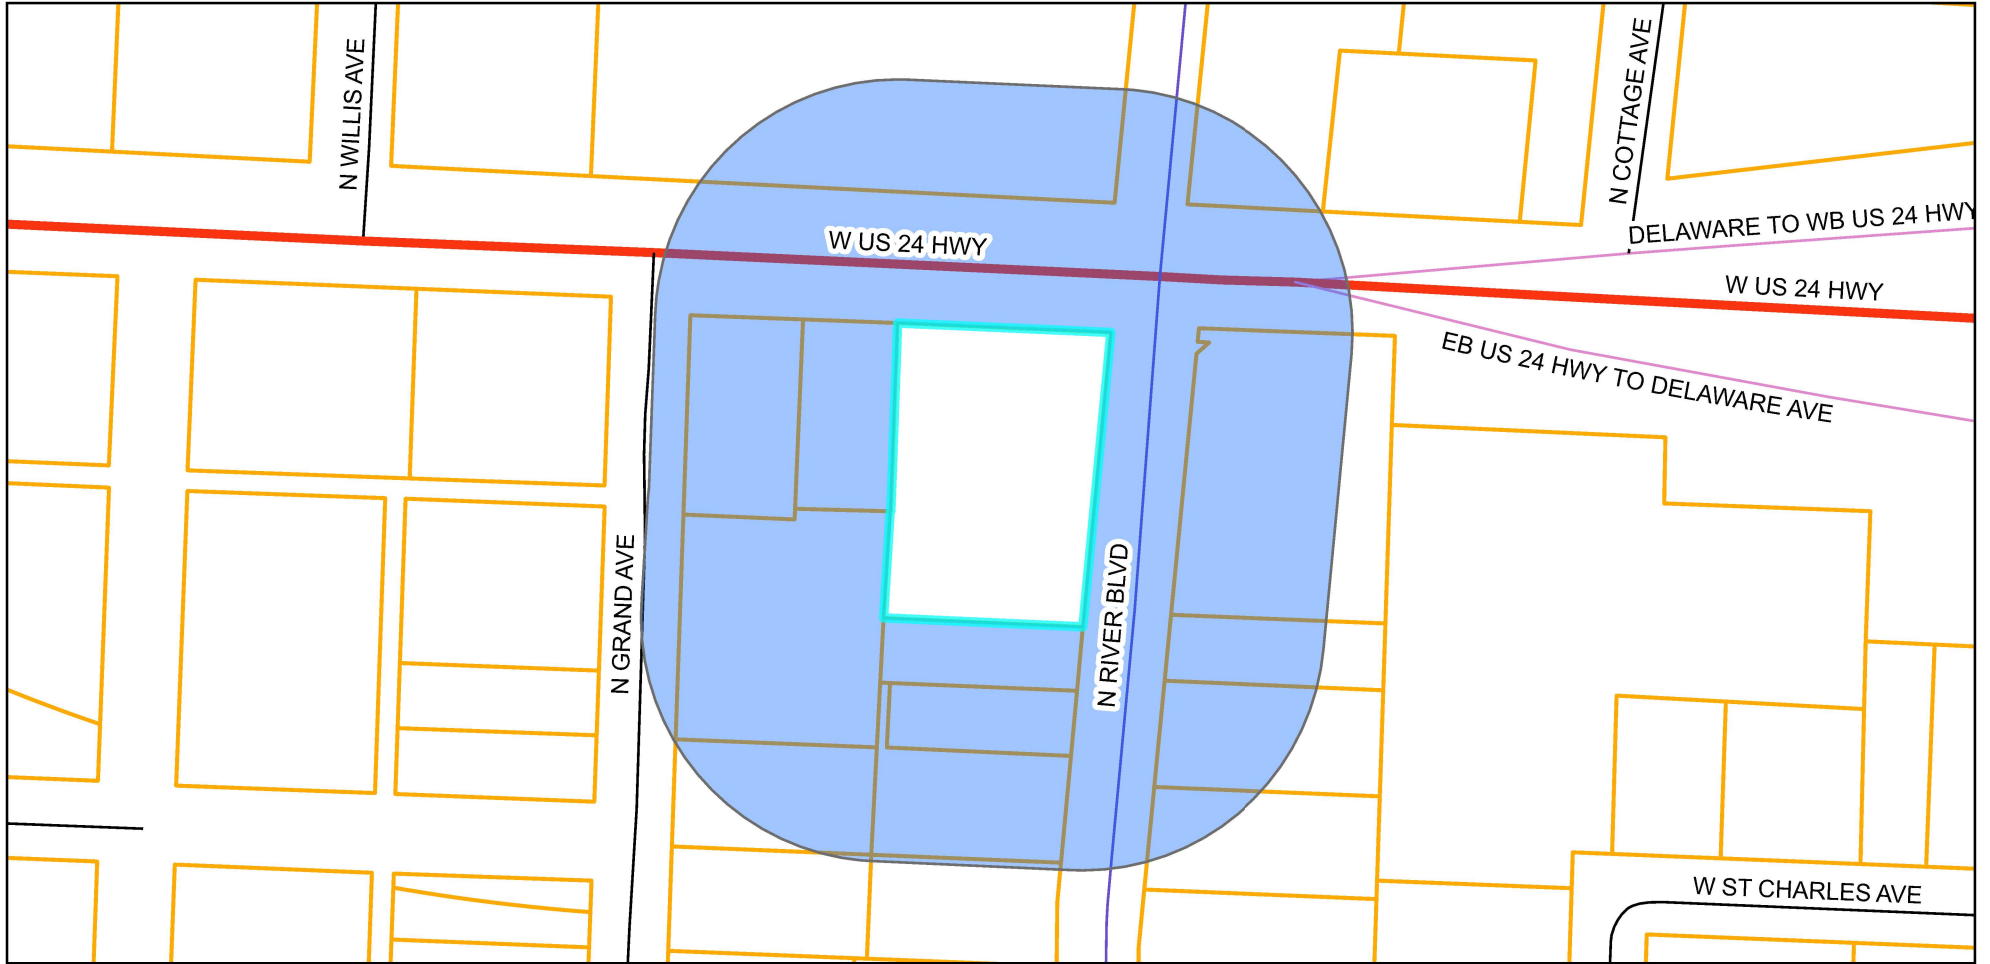 N WILLIS AVE
N COTTAGE AVE
DELAWARE TO WB US 24 HWY
W US 24 HWY
W US 24 HWY
EB US 24 HWY TO DELAWARE AVE
N GRAND AVE
N RIVER BLVD
W ST CHARLES AVE